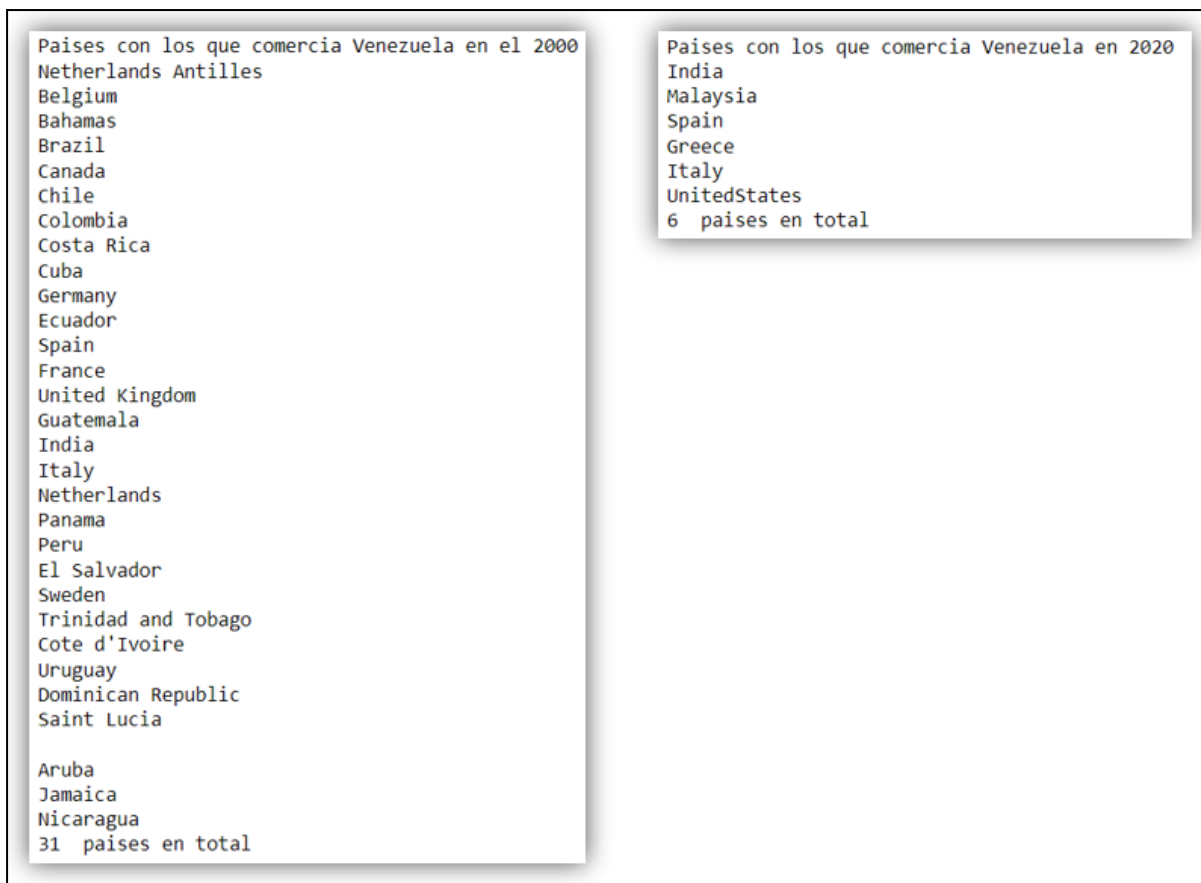 Paises con los que comercia Venezuela en el 2000
Netherlands Antilles
Belgium
Bahamas
Brazil
Canada
Chile
Colombia
Costa Rica
Cuba
Germany
Ecuador
Spain
France
United Kingdom
Guatemala
India
Italy
Netherlands
Panama
Peru
El Salvador
Sweden
Trinidad and Tobago
Cote d'Ivoire
Uruguay
Dominican Republic
Saint Lucia
Aruba
Jamaica
Nicaragua
31  paises en total
Paises con los que comercia Venezuela en 2020
India
Malaysia
Spain
Greece
Italy
UnitedStates
6  paises en total